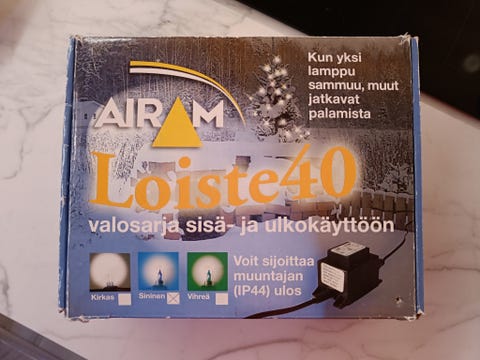 Kun yksi
lamppu
sammuu, muut
jatkavat
palamista
AIRAM
Loiste40
valosarja sisä- ja ulkokäyttöön
Kirkas
Sininen
Vihreä
Voit sijoittaa
muuntajan
(IP44) ulos